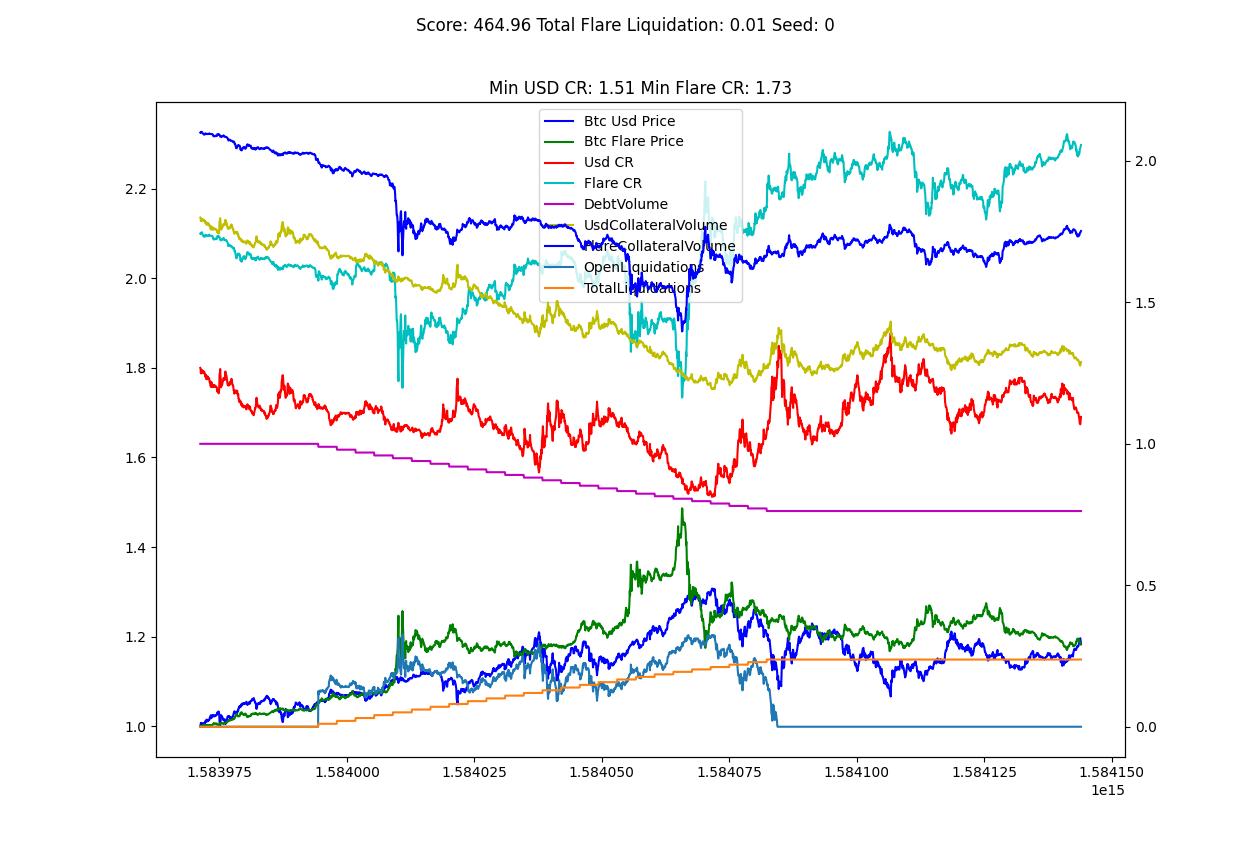 Score: 464.96 Total Flare Liquidation: 0.01 Seed: 0
Min USD CR: 1.51 Min Flare CR: 1.73
Btc Usd Price
Btc Flare Price
Usd CR
Flare CR
DebtVolume
UsdCollateralVolume
FlareCollateralVolume
OpenLiquidations
TotalLiquidations
2.2
2.0
1.8
1.6
1.4
1.2
1.0
2.0
1.5
1.0
0.5
0.0
1.583975
1.584000
1.584025
1.584050
1.584075
1.584100
1.584125
1.584150
1e15